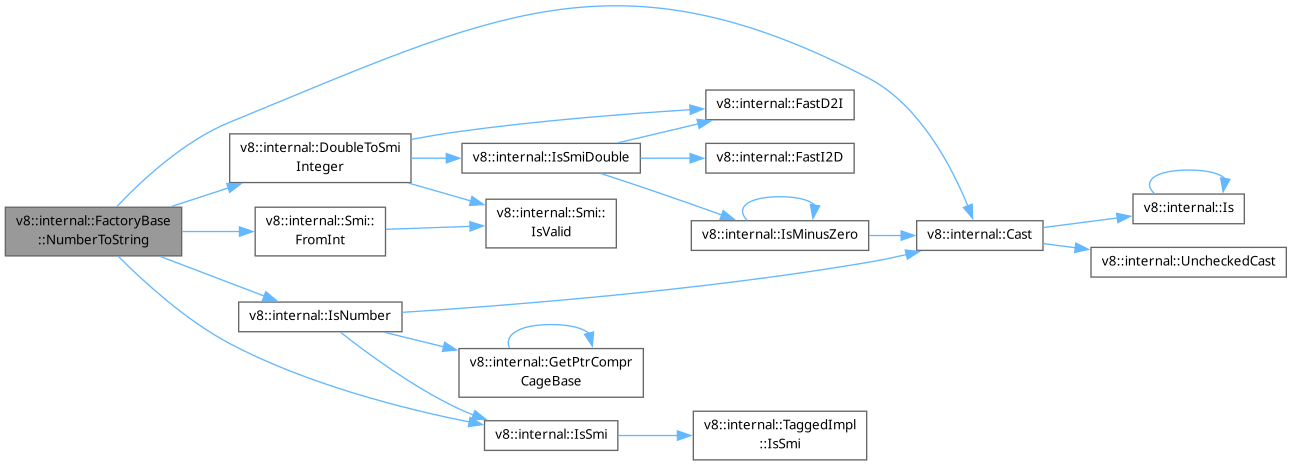 v8::internal::FactoryBase
::NumberToString
v8::internal::DoubleToSmi
Integer
v8::internal::Smi::
FromInt
v8::internal::IsNumber
v8::internal::IsSmiDouble
v8::internal::Smi::
IsValid
v8::internal::GetPtrCompr
CageBase
v8::internal::IsSmi
v8::internal::FastD2I
v8::internal::FastI2D
v8::internal::IsMinusZero
v8::internal::TaggedImpl
::IsSmi
v8::internal::Cast
v8::internal::Is
v8::internal::UncheckedCast